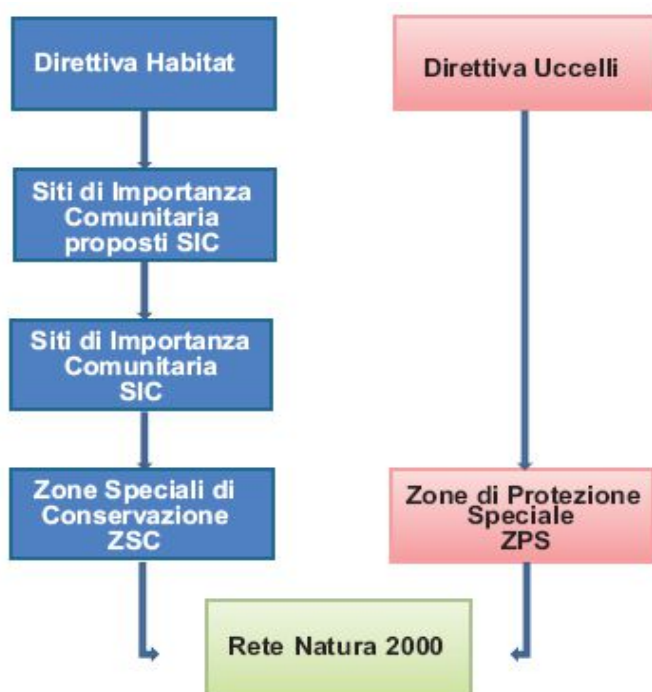 Direttiva Habitat
Direttiva Uccelli
Siti di Importanza
Comunitaria
proposti SIC
Siti di Importanza
Comunitaria
SIC
Zone Speciali di
Conservazione
ZSC
Zone di Protezione
Speciale
ZPS
Rete Natura 2000